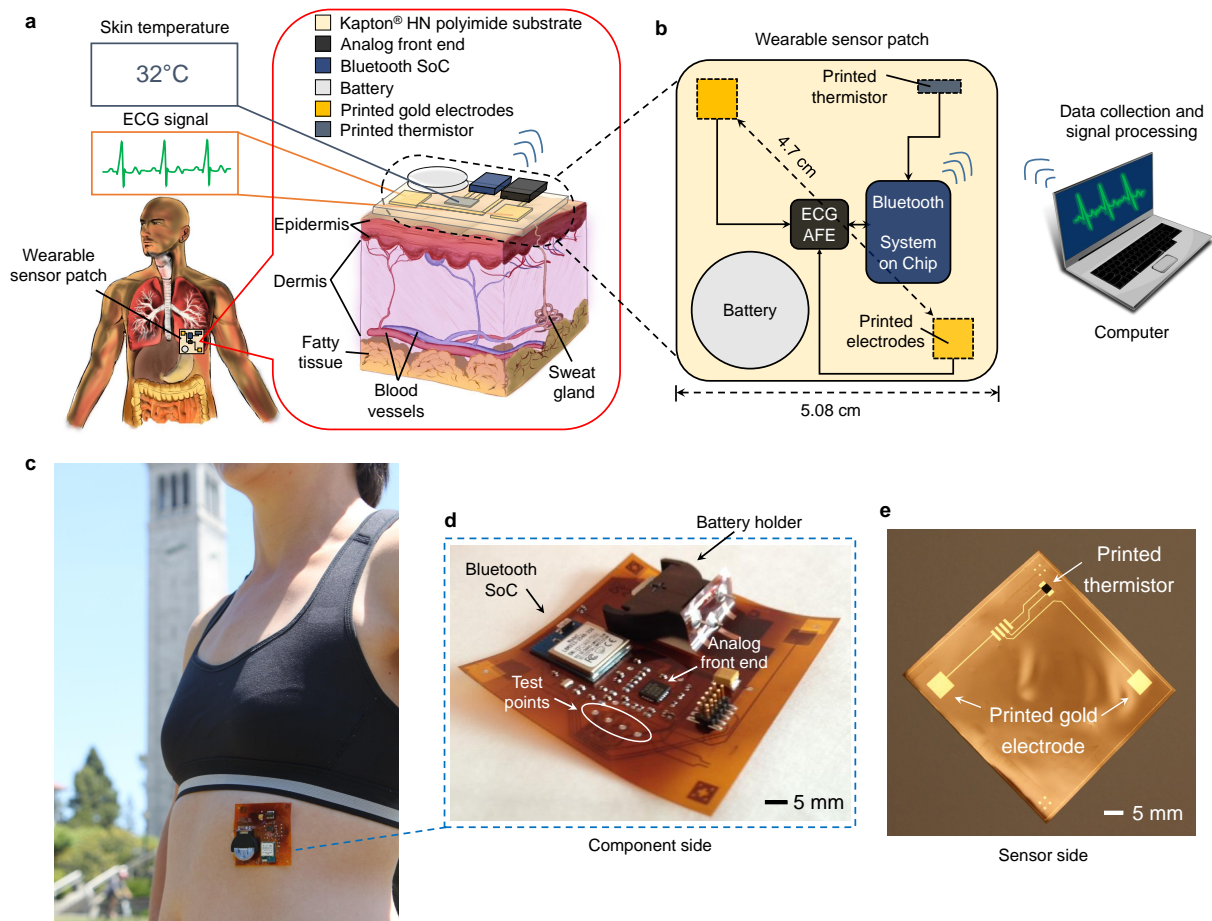 a
Skin temperature
32°C
ECG signal
Wearable
sensor patch
Kapton® HN polyimide substrate
Analog front end
Bluetooth SoC
Battery
Printed gold electrodes
Printed thermistor
Epidermis
Dermis
Fatty
tissue
Blood
vessels
Sweat
gland
b
Wearable sensor patch
Printed
thermistor
4.7 cm
ECG
AFE
Bluetooth
System
on Chip
Battery
Printed
electrodes
5.08 cm
Data collection and
signal processing
Computer
c
d
Battery holder
Bluetooth
SoC
Analog
front end
Test
points
5 mm
Component side
e
Printed
thermistor
Printed gold
electrode
5 mm
Sensor side